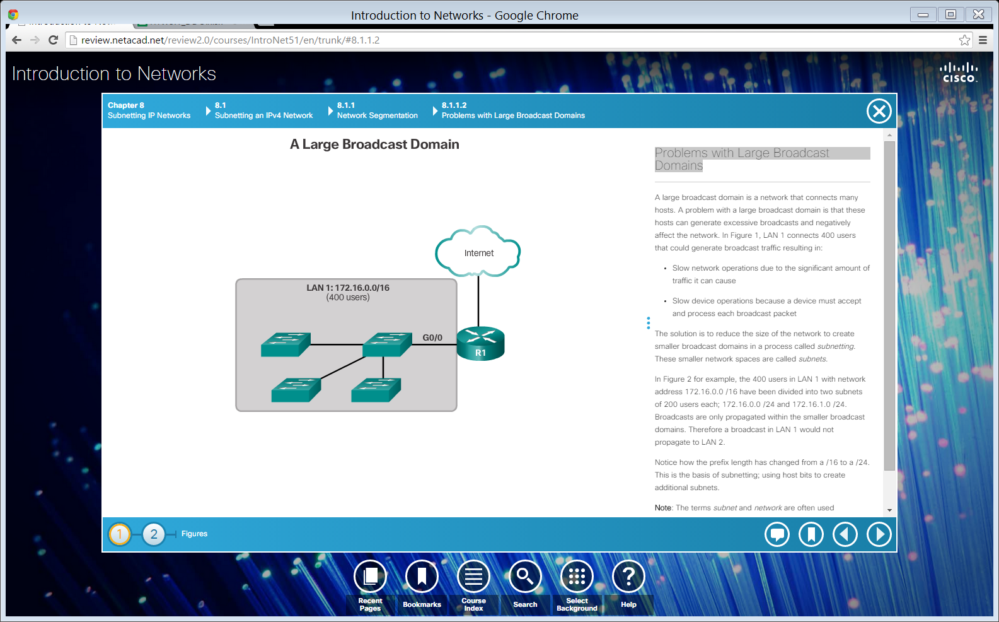 Introduction to Networks - Google Chrome
review.netacad.net/review2.0/courses/IntroNet51/en/trunk/#8.1.1.2
Introduction to Networks
CISCO
Chapter 8
Subnetting IP Networks
8.1
Subnetting an IPv4 Network
8.1.1
Network Segmentation
8.1.1.2
Problems with Large Broadcast Domains
A Large Broadcast Domain
Internet
LAN 1: 172.16.0.0/16
(400 users)
G0/0
R1
Problems with Large Broadcast
Domains
A large broadcast domain is a network that connects many
hosts. A problem with a large broadcast domain is that these
hosts can generate excessive broadcasts and negatively
affect the network. In Figure 1, LAN 1 connects 400 users
that could generate broadcast traffic resulting in:
• Slow network operations due to the significant amount of
traffic it can cause
• Slow device operations because a device must accept
and process each broadcast packet
The solution is to reduce the size of the network to create
smaller broadcast domains in a process called subnetting.
These smaller network spaces are called subnets.
In Figure 2 for example, the 400 users in LAN 1 with network
address 172.16.0.0 /16 have been divided into two subnets
of 200 users each; 172.16.0.0 /24 and 172.16.1.0 /24.
Broadcasts are only propagated within the smaller broadcast
domains. Therefore a broadcast in LAN 1 would not
propagate to LAN 2.
Notice how the prefix length has changed from a /16 to a /24.
This is the basis of subnetting; using host bits to create
additional subnets.
Note: The terms subnet and network are often used
1
2
Figures
Recent
Pages
Bookmarks
Course
Index
Search
Select
Background
?
Help